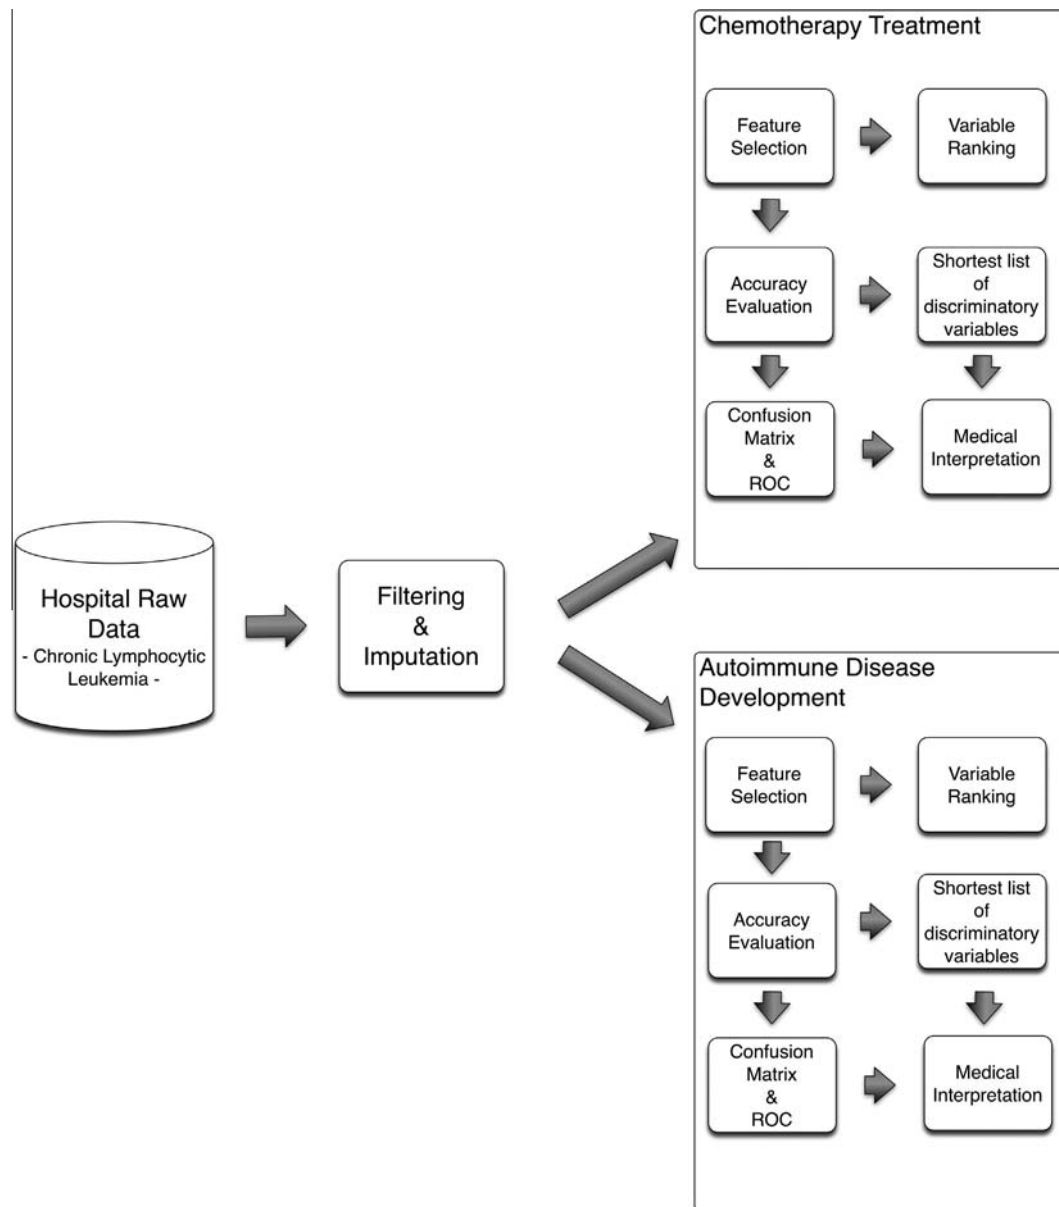 Chemotherapy Treatment
Feature
Selection
Variable
Ranking
Accuracy
Evaluation
Shortest list
of
discriminatory
variables
Confusion
Matrix
&
ROC
Medical
Interpretation
Hospital Raw
Data
- Chronic Lymphocytic
Leukemia -
Filtering
&
Imputation
Autoimmune Disease
Development
Feature
Selection
Variable
Ranking
Accuracy
Evaluation
Shortest list
of
discriminatory
variables
Confusion
Matrix
&
ROC
Medical
Interpretation